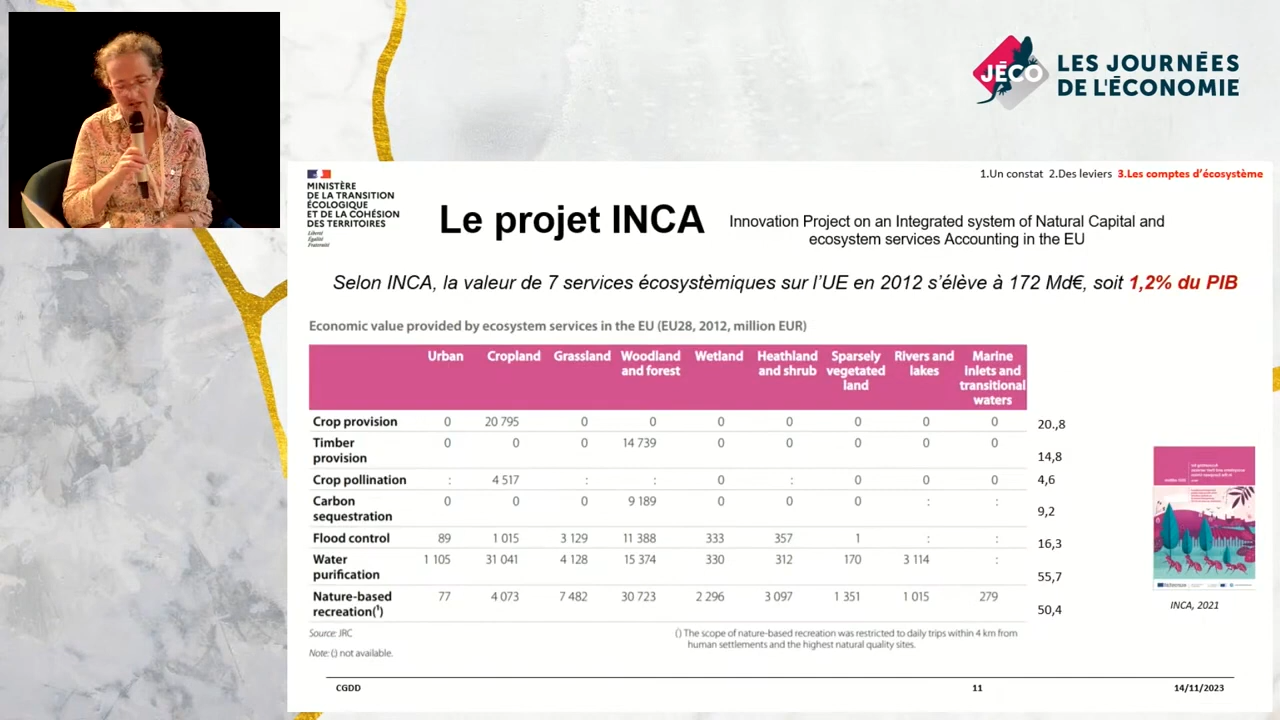 JÉCO
LES JOURNÉES
DE L'ÉCONOMIE
1.Un constat 2.Des leviers 3.Les comptes d'écosystème
MINISTÈRE
DE LA TRANSITION
ÉCOLOGIQUE
ET DE LA COHÉSION
DES TERRITOIRES
Liberté
Égalité
Fraternité
Le projet INCA
Innovation Project on an Integrated system of Natural Capital and
ecosystem services Accounting in the EU
Selon INCA, la valeur de 7 services écosystèmiques sur l'UE en 2012 s'élève à 172 Md€, soit 1,2% du PIB
Economic value provided by ecosystem services in the EU (EU28, 2012, million EUR)
Urban Cropland Grassland Woodland and forest Wetland Heathland and shrub Sparsely vegetated land Rivers and lakes Marine inlets and transitional waters
Crop provision 0 20 795 0 0 0 0 0 0 0 20.,8
Timber provision 0 0 0 14 739 0 0 0 0 0 14,8
Crop pollination : 4 517 : : 0 : 0 0 0 4,6
Carbon sequestration 0 0 0 9 189 0 0 0 : : 9,2
Flood control 89 1 015 3 129 11 388 333 357 1 : : 16,3
Water purification 1 105 31 041 4 128 15 374 330 312 170 3 114 : 55,7
Nature-based recreation(¹) 77 4 073 7 482 30 723 2 296 3 097 1 351 1 015 279 50,4
Source: JRC
Note: (:) not available.
(¹) The scope of nature-based recreation was restricted to daily trips within 4 km from
human settlements and the highest natural quality sites.
INCA, 2021
CGDD 11 14/11/2023